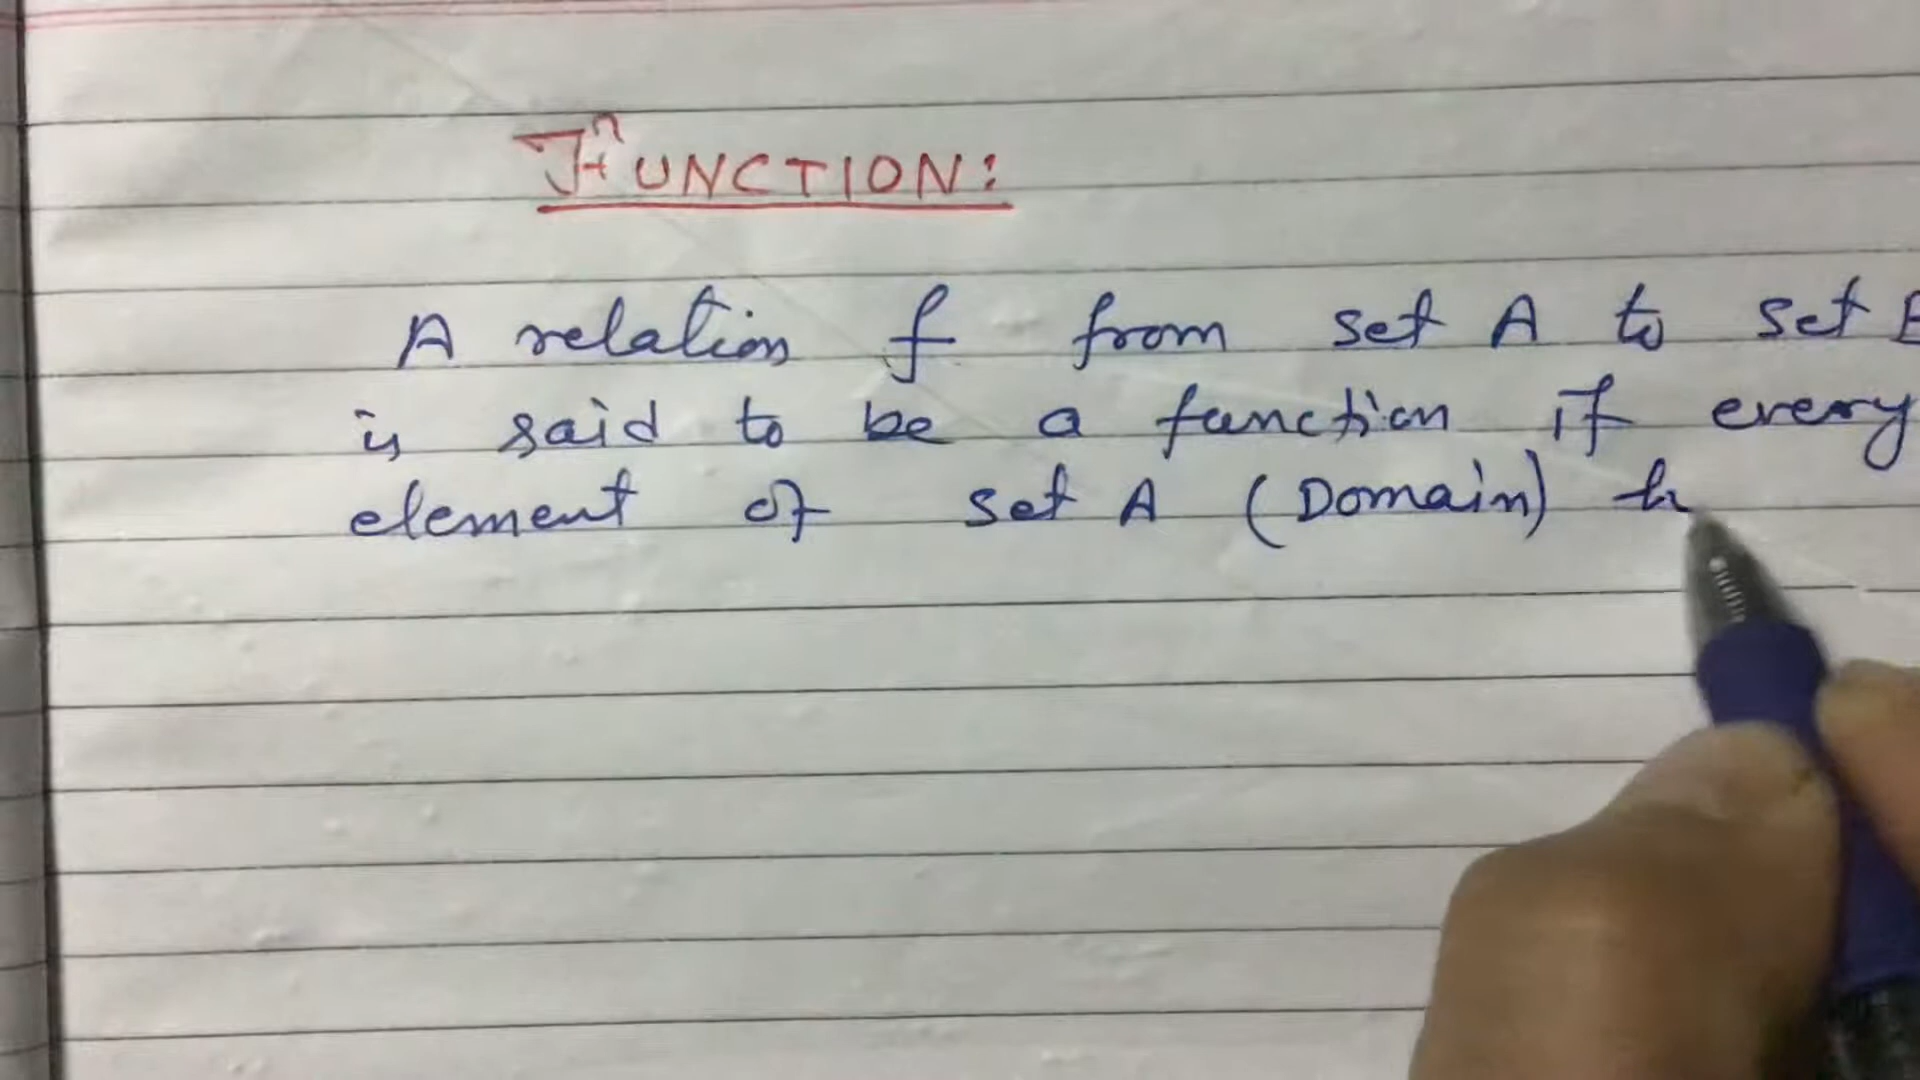 FUNCTION:
A relation f from set A to set B
is said to be a function if every
element of set A (Domain) h